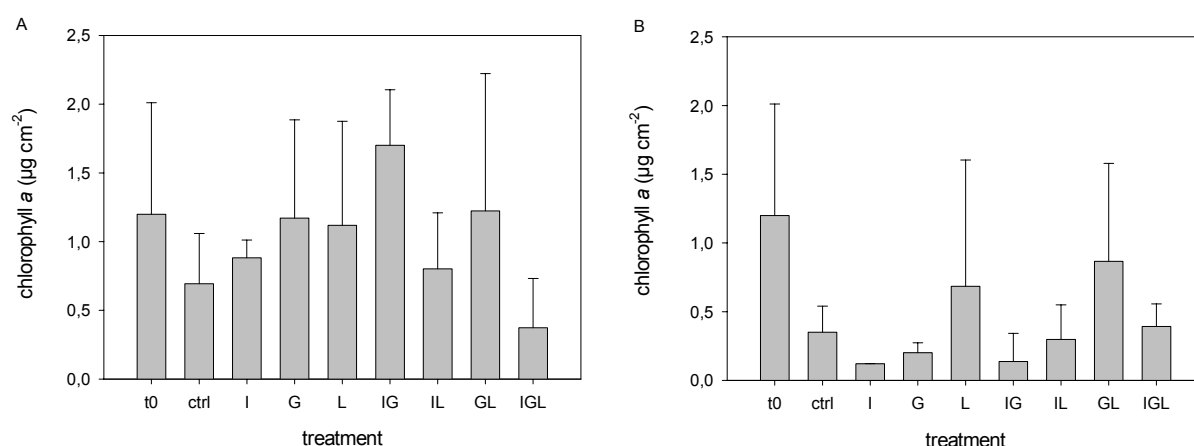 A
2,5
2,0
1,5
1,0
0,5
0,0
chlorophyll a (µg cm-2)
t0 ctrl I G L IG IL GL IGL
treatment
B
2,5
2,0
1,5
1,0
0,5
0,0
chlorophyll a (µg cm-2)
t0 ctrl I G L IG IL GL IGL
treatment